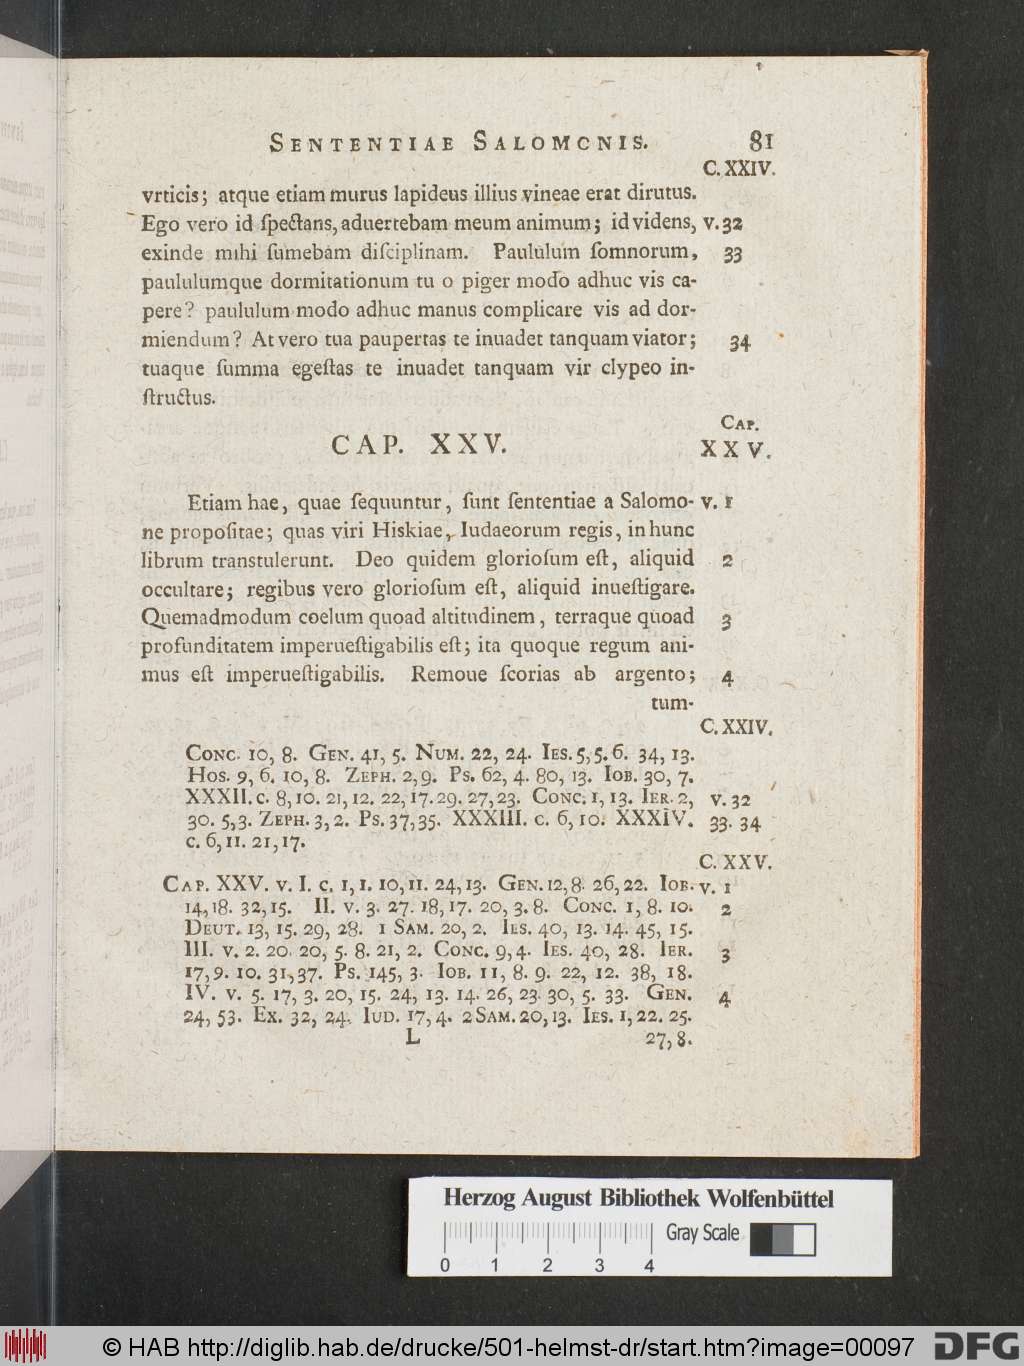 SENTENTIAE SALOMONIS. 81
C. XXIV.
vrticis; atque etiam murus lapideus illius vineae erat dirutus.
Ego vero id ſpectans, aduertebam meum animum; id videns, v. 32
exinde mihi ſumebam diſciplinam. Paululum ſomnorum, 33
paululumque dormitationum tu o piger modo adhuc vis ca-
pere? paululum modo adhuc manus complicare vis ad dor-
miendum? At vero tua paupertas te inuadet tanquam viator; 34
tuaque ſumma egeſtas te inuadet tanquam vir clypeo in-
ſtructus.
CAP. XXV.
CAP.
XXV.
Etiam hae, quae ſequuntur, ſunt ſententiae a Salomo- v. 1
ne propoſitae; quas viri Hiskiae, Iudaeorum regis, in hunc
librum transtulerunt. Deo quidem glorioſum eſt, aliquid 2
occultare; regibus vero glorioſum eſt, aliquid inueſtigare.
Quemadmodum coelum quoad altitudinem, terraque quoad 3
profunditatem imperueſtigabilis eſt; ita quoque regum ani-
mus eſt imperueſtigabilis. Remoue ſcorias ab argento; 4
tum-
C. XXIV.
CONC. 10, 8. GEN. 41, 5. NUM. 22, 24. IES. 5, 5. 6. 34, 13.
HOS. 9, 6. 10, 8. ZEPH. 2, 9. PS. 62, 4. 80, 13. IOB. 30, 7.
XXXII. c. 8, 10. 21, 12. 22, 17. 29. 27, 23. CONC. 1, 13. IER. 2, v. 32
30. 5, 3. ZEPH. 3, 2. PS. 37, 35. XXXIII. c. 6, 10. XXXIV. 33. 34
c. 6, 11. 21, 17.
C. XXV.
CAP. XXV. v. I. c. 1, 1. 10, 11. 24, 13. GEN. 12, 8. 26, 22. IOB. v. 1
14, 18. 32, 15. II. v. 3. 27. 18, 17. 20, 3. 8. CONC. 1, 8. 10. 2
DEUT. 13, 15. 29, 28. 1 SAM. 20, 2. IES. 40, 13. 14. 45, 15.
III. v. 2. 20. 20, 5. 8. 21, 2. CONC. 9, 4. IES. 40, 28. IER. 3
17, 9. 10. 31, 37. PS. 145, 3. IOB. 11, 8. 9. 22, 12. 38, 18.
IV. v. 5. 17, 3. 20, 15. 24, 13. 14. 26, 23. 30, 5. 33. GEN. 4
24, 53. EX. 32, 24. IUD. 17, 4. 2 SAM. 20, 13. IES. 1, 22. 25.
L 27, 8.
Herzog August Bibliothek Wolfenbüttel
Gray Scale
0 1 2 3 4
© HAB http://diglib.hab.de/drucke/501-helmst-dr/start.htm?image=00097 DFG